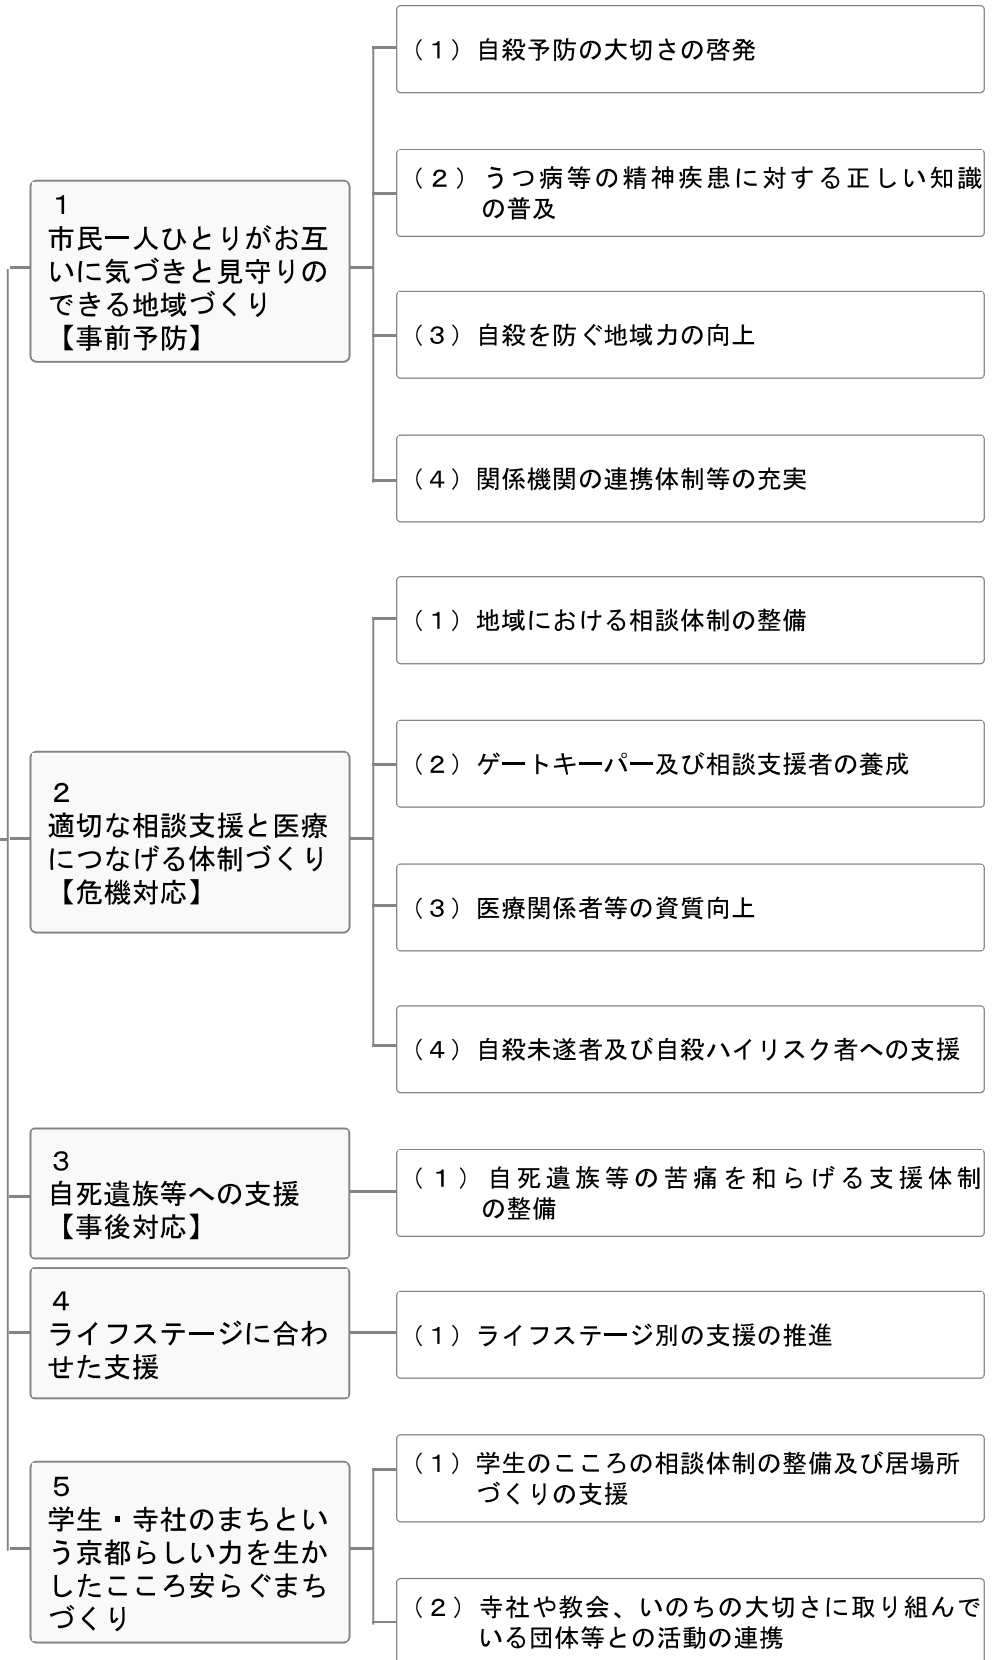 1
市民一人ひとりがお互
いに気づきと見守りの
できる地域づくり
【事前予防】
（１）自殺予防の大切さの啓発
（２）うつ病等の精神疾患に対する正しい知識
の普及
（３）自殺を防ぐ地域力の向上
（４）関係機関の連携体制等の充実
2
適切な相談支援と医療
につなげる体制づくり
【危機対応】
（１）地域における相談体制の整備
（２）ゲートキーパー及び相談支援者の養成
（３）医療関係者等の資質向上
（４）自殺未遂者及び自殺ハイリスク者への支援
3
自死遺族等への支援
【事後対応】
（１）自死遺族等の苦痛を和らげる支援体制
の整備
4
ライフステージに合わ
せた支援
（１）ライフステージ別の支援の推進
5
学生・寺社のまちとい
う京都らしい力を生か
したこころ安らぐまち
づくり
（１）学生のこころの相談体制の整備及び居場所
づくりの支援
（２）寺社や教会、いのちの大切さに取り組んで
いる団体等との活動の連携